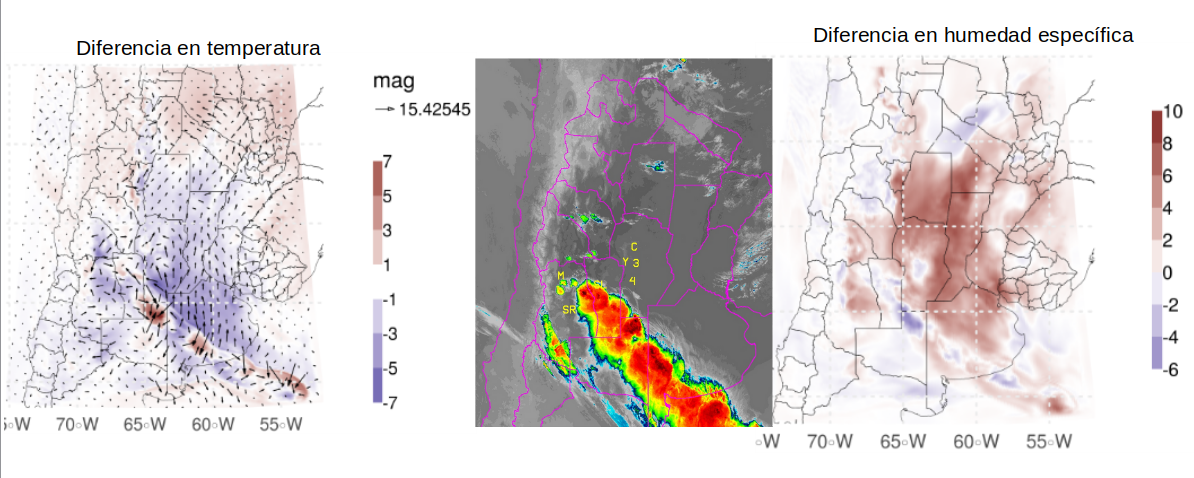 Diferencia en temperatura
mag
15.42545
7
5
3
1
-1
-3
-5
-7
70∘W
65∘W
60∘W
55∘W
C
Y 3
4
M
SR
Diferencia en humedad específica
10
8
6
4
2
0
-2
-4
-6
∘W
70∘W
65∘W
60∘W
55∘W